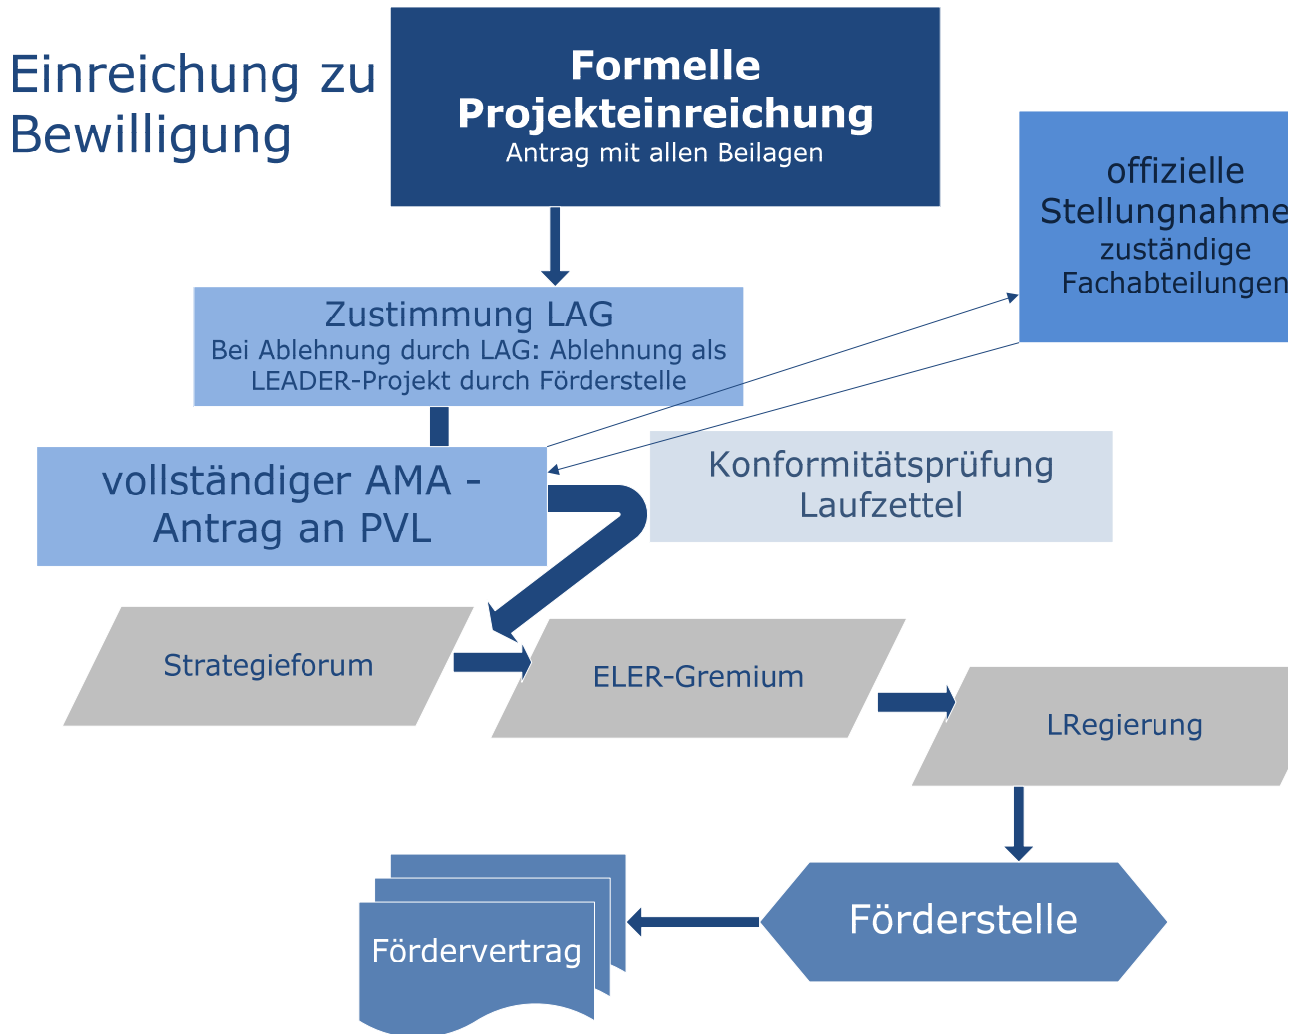 Einreichung zu
Bewilligung
Formelle
Projekteinreichung
Antrag mit allen Beilagen
offizielle
Stellungnahme
zuständige
Fachabteilungen
Zustimmung LAG
Bei Ablehnung durch LAG: Ablehnung als
LEADER-Projekt durch Förderstelle
vollständiger AMA -
Antrag an PVL
Konformitätsprüfung
Laufzettel
Strategieforum
ELER-Gremium
LRegierung
Förderstelle
Fördervertrag